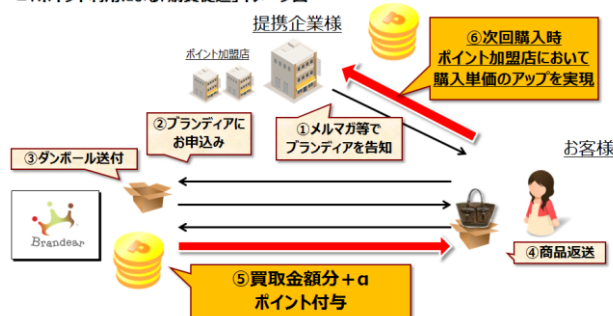 提携企業様
ポイント加盟店
⑥次回購入時
ポイント加盟店において
購入単価のアップを実現
②ブランディアに
お申込み
①メルマガ等で
ブランディアを告知
お客様
③ダンボール送付
Brandear
④商品返送
⑤買取金額分+α
ポイント付与